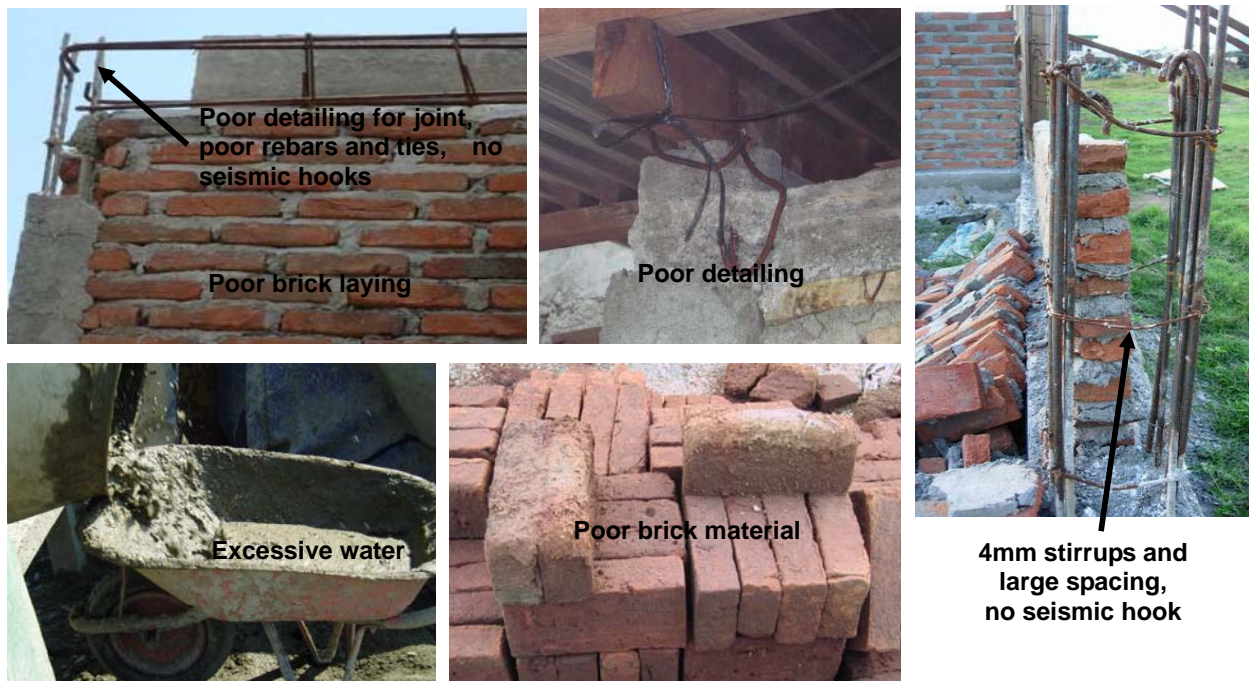 Poor detailing for joint,
poor rebars and ties, no
seismic hooks
Poor brick laying
Poor detailing
Excessive water
Poor brick material
4mm stirrups and
large spacing,
no seismic hook